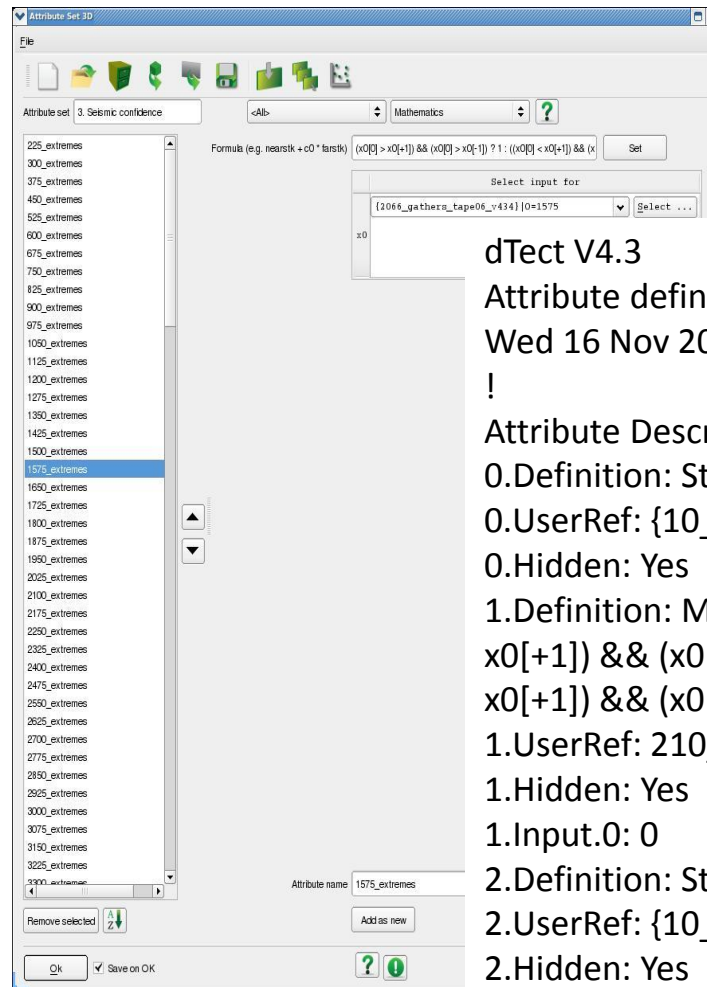 Attribute Set 3D
File
Attribute set 3. Seismic confidence <All> Mathematics ?
Formula (e.g. nearstk + c0 * farstk) (x0[0] > x0[+1]) && (x0[0] > x0[-1]) ? 1 : ((x0[0] < x0[+1]) && (x Set
Select input for
x0 {2066_gathers_tape06_v434}|O=1575 Select ...
225_extremes
300_extremes
375_extremes
450_extremes
525_extremes
600_extremes
675_extremes
750_extremes
825_extremes
900_extremes
975_extremes
1050_extremes
1125_extremes
1200_extremes
1275_extremes
1350_extremes
1425_extremes
1500_extremes
1575_extremes
1650_extremes
1725_extremes
1800_extremes
1875_extremes
1950_extremes
2025_extremes
2100_extremes
2175_extremes
2250_extremes
2325_extremes
2400_extremes
2475_extremes
2550_extremes
2625_extremes
2700_extremes
2775_extremes
2850_extremes
2925_extremes
3000_extremes
3075_extremes
3150_extremes
3225_extremes
3300_extremes
Attribute name 1575_extremes
Remove selected A Z Add as new
Ok Save on OK ?
dTect V4.3
Attribute defin
Wed 16 Nov 20
!
Attribute Descr
0.Definition: St
0.UserRef: {10_
0.Hidden: Yes
1.Definition: M
x0[+1]) && (x0
x0[+1]) && (x0
1.UserRef: 210_
1.Hidden: Yes
1.Input.0: 0
2.Definition: St
2.UserRef: {10_
2.Hidden: Yes